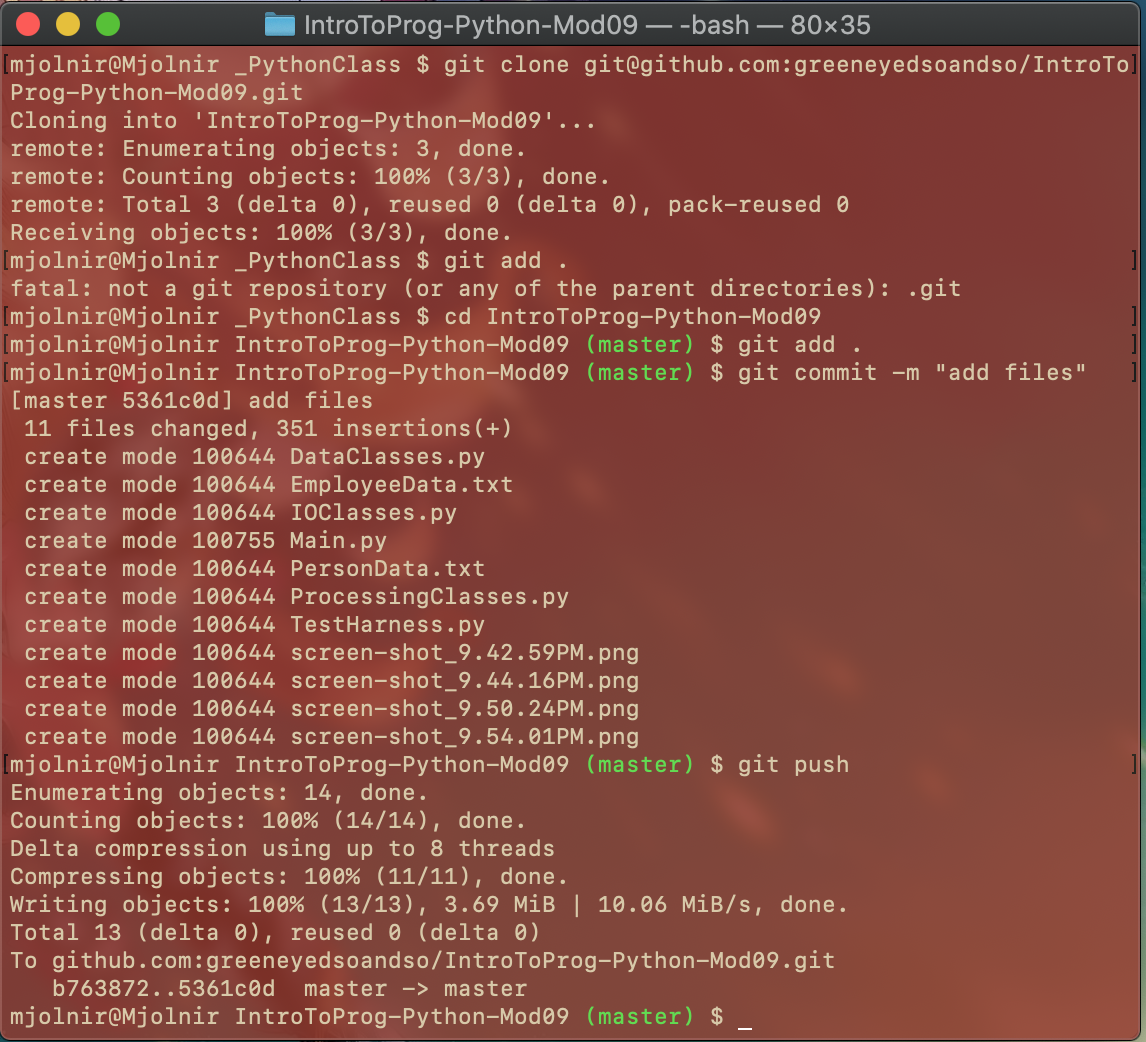 IntroToProg-Python-Mod09 — -bash — 80×35
[mjolnir@Mjolnir _PythonClass $ git clone git@github.com:greeneyedsoandso/IntroTo]
Prog-Python-Mod09.git
Cloning into 'IntroToProg-Python-Mod09'...
remote: Enumerating objects: 3, done.
remote: Counting objects: 100% (3/3), done.
remote: Total 3 (delta 0), reused 0 (delta 0), pack-reused 0
Receiving objects: 100% (3/3), done.
[mjolnir@Mjolnir _PythonClass $ git add . ]
fatal: not a git repository (or any of the parent directories): .git
[mjolnir@Mjolnir _PythonClass $ cd IntroToProg-Python-Mod09 ]
[mjolnir@Mjolnir IntroToProg-Python-Mod09 (master) $ git add . ]
[mjolnir@Mjolnir IntroToProg-Python-Mod09 (master) $ git commit -m "add files" ]
[master 5361c0d] add files
 11 files changed, 351 insertions(+)
 create mode 100644 DataClasses.py
 create mode 100644 EmployeeData.txt
 create mode 100644 IOClasses.py
 create mode 100755 Main.py
 create mode 100644 PersonData.txt
 create mode 100644 ProcessingClasses.py
 create mode 100644 TestHarness.py
 create mode 100644 screen-shot_9.42.59PM.png
 create mode 100644 screen-shot_9.44.16PM.png
 create mode 100644 screen-shot_9.50.24PM.png
 create mode 100644 screen-shot_9.54.01PM.png
[mjolnir@Mjolnir IntroToProg-Python-Mod09 (master) $ git push ]
Enumerating objects: 14, done.
Counting objects: 100% (14/14), done.
Delta compression using up to 8 threads
Compressing objects: 100% (11/11), done.
Writing objects: 100% (13/13), 3.69 MiB | 10.06 MiB/s, done.
Total 13 (delta 0), reused 0 (delta 0)
To github.com:greeneyedsoandso/IntroToProg-Python-Mod09.git
   b763872..5361c0d  master -> master
mjolnir@Mjolnir IntroToProg-Python-Mod09 (master) $ _